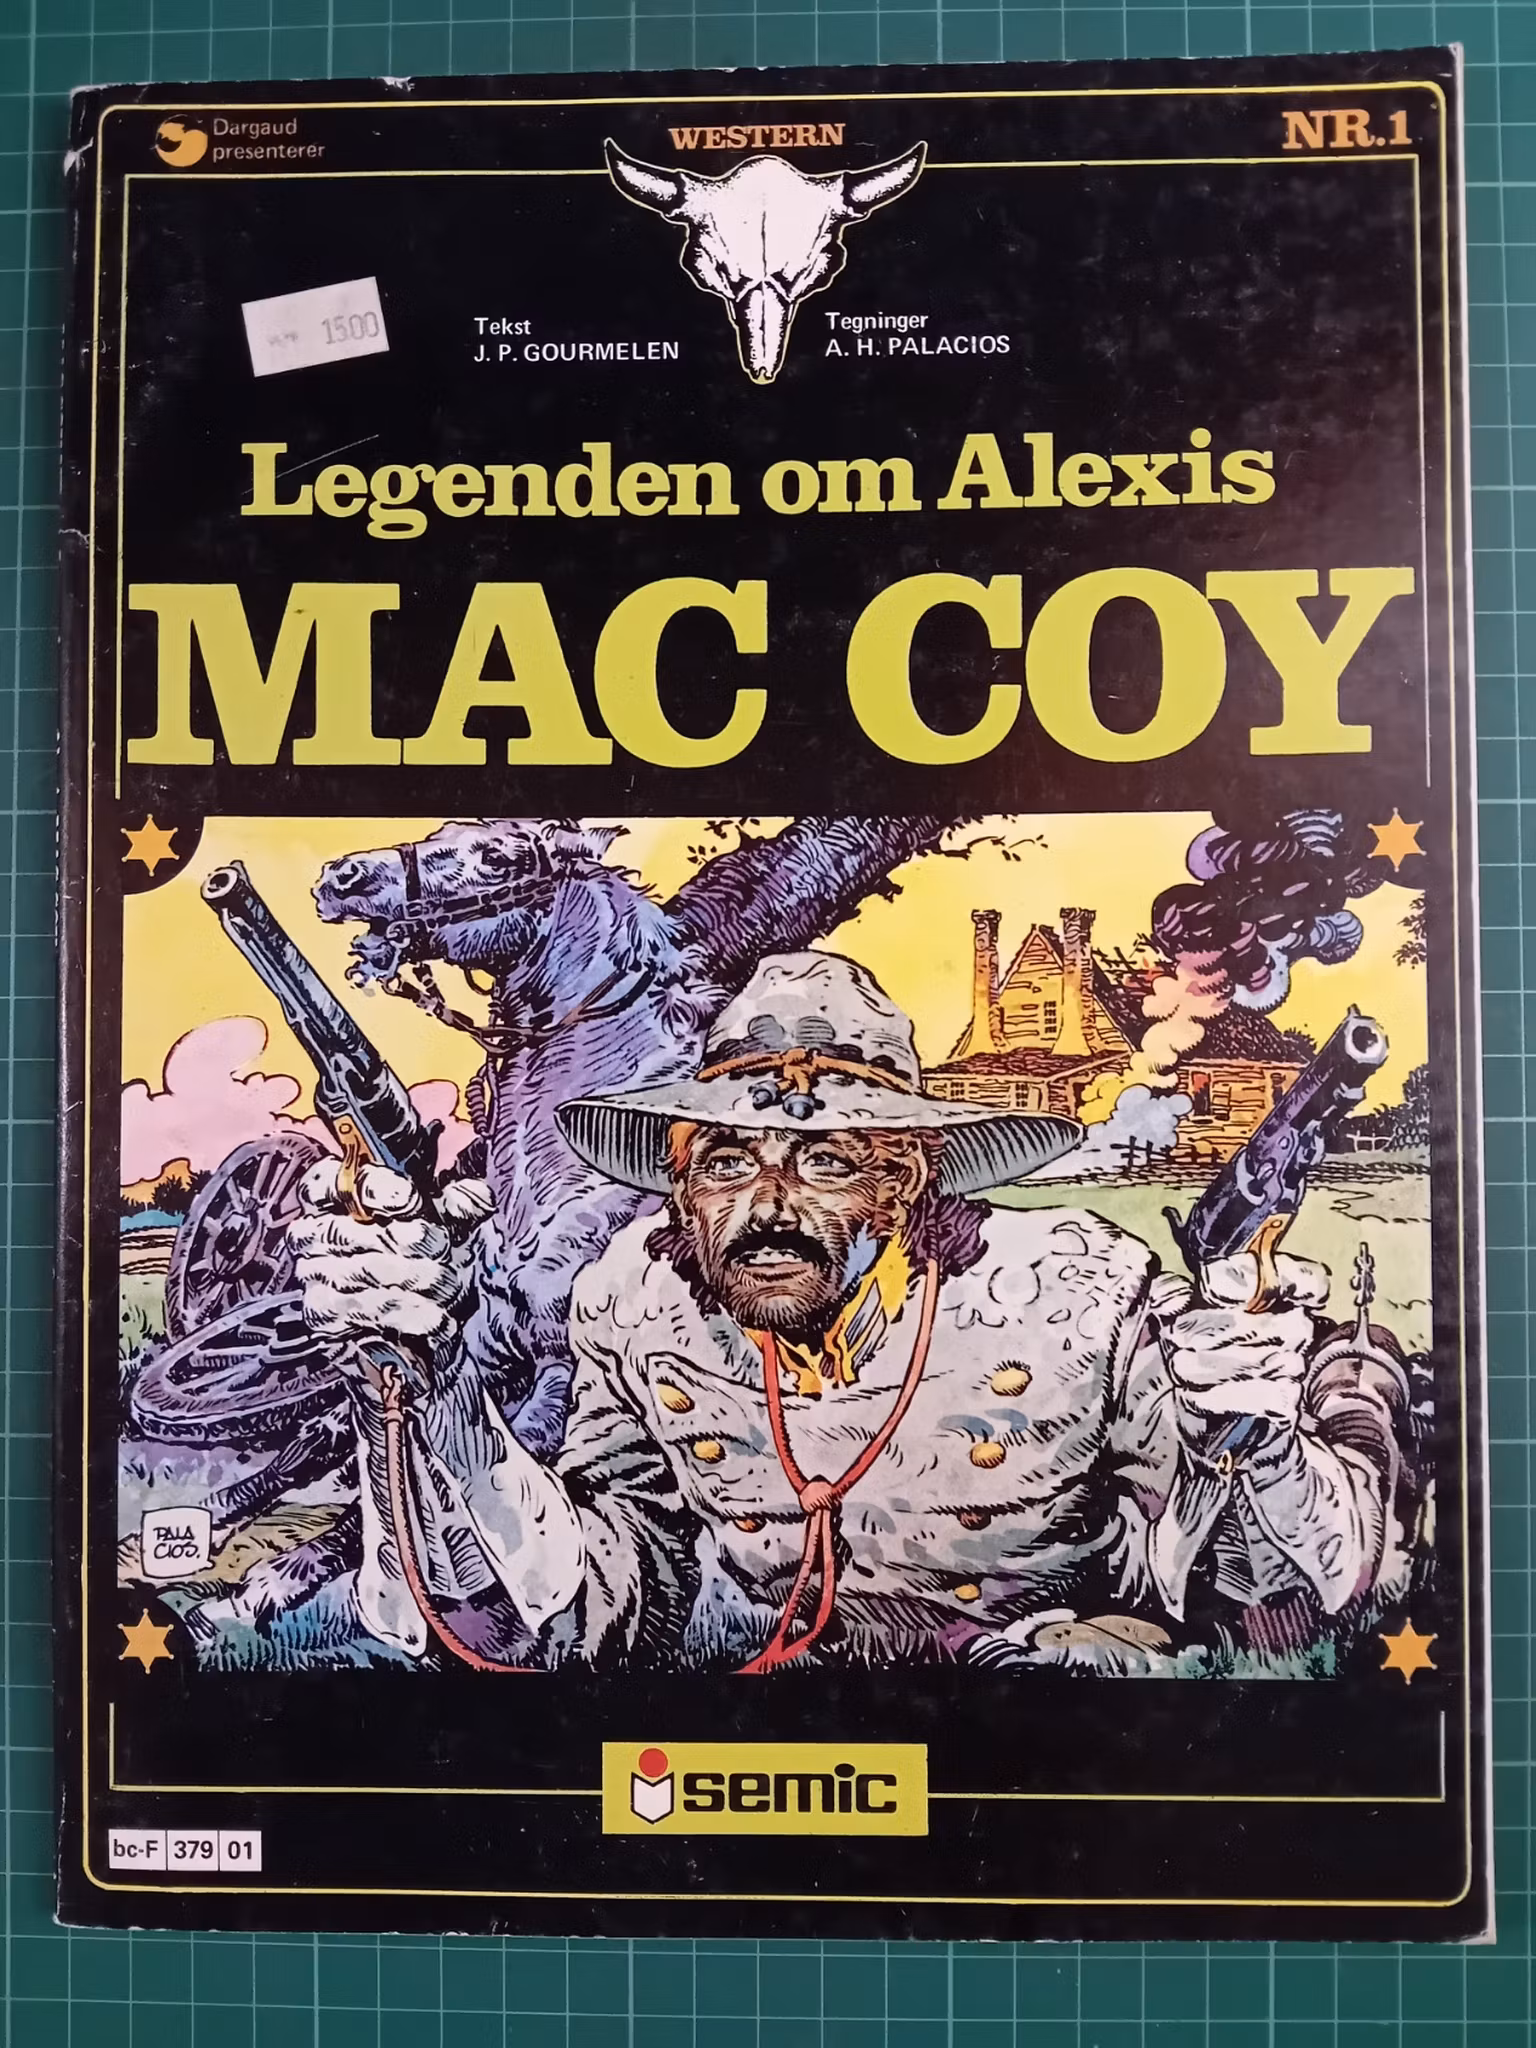 Dargaud
presenterer
WESTERN
NR.1
1500
Tekst
J. P. GOURMELEN
Tegninger
A. H. PALACIOS
Legenden om Alexis
MAC COY
PALA
CIOS.
semic
bc-F 379 01